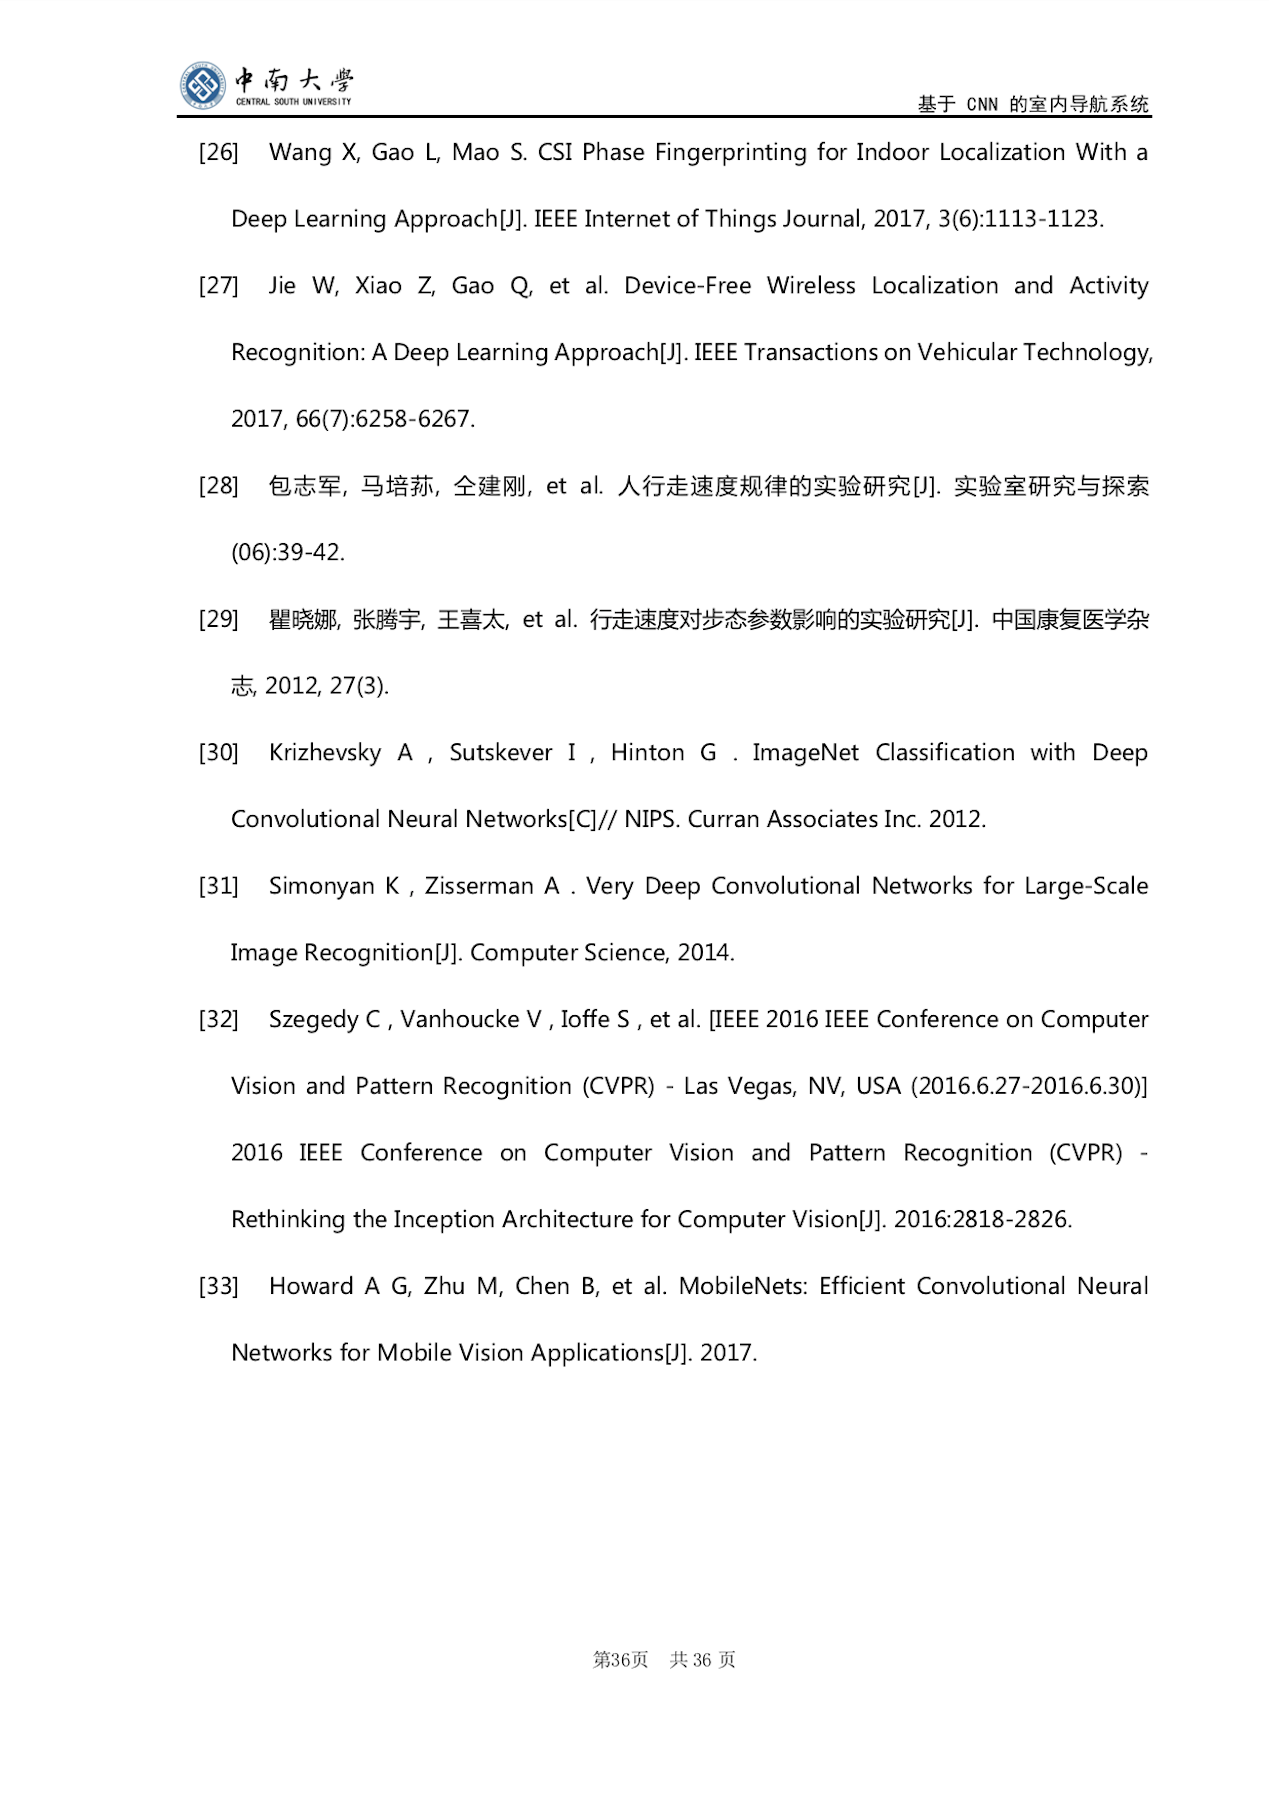 中南大学
CENTRAL SOUTH UNIVERSITY
基于 CNN 的室内导航系统
[26] Wang X, Gao L, Mao S. CSI Phase Fingerprinting for Indoor Localization With a
Deep Learning Approach[J]. IEEE Internet of Things Journal, 2017, 3(6):1113-1123.
[27] Jie W, Xiao Z, Gao Q, et al. Device-Free Wireless Localization and Activity
Recognition: A Deep Learning Approach[J]. IEEE Transactions on Vehicular Technology,
2017, 66(7):6258-6267.
[28] 包志军, 马培荪, 仝建刚, et al. 人行走速度规律的实验研究[J]. 实验室研究与探索
(06):39-42.
[29] 瞿晓娜, 张腾宇, 王喜太, et al. 行走速度对步态参数影响的实验研究[J]. 中国康复医学杂
志, 2012, 27(3).
[30] Krizhevsky A , Sutskever I , Hinton G . ImageNet Classification with Deep
Convolutional Neural Networks[C]// NIPS. Curran Associates Inc. 2012.
[31] Simonyan K , Zisserman A . Very Deep Convolutional Networks for Large-Scale
Image Recognition[J]. Computer Science, 2014.
[32] Szegedy C , Vanhoucke V , Ioffe S , et al. [IEEE 2016 IEEE Conference on Computer
Vision and Pattern Recognition (CVPR) - Las Vegas, NV, USA (2016.6.27-2016.6.30)]
2016 IEEE Conference on Computer Vision and Pattern Recognition (CVPR) -
Rethinking the Inception Architecture for Computer Vision[J]. 2016:2818-2826.
[33] Howard A G, Zhu M, Chen B, et al. MobileNets: Efficient Convolutional Neural
Networks for Mobile Vision Applications[J]. 2017.
第36页 共 36 页